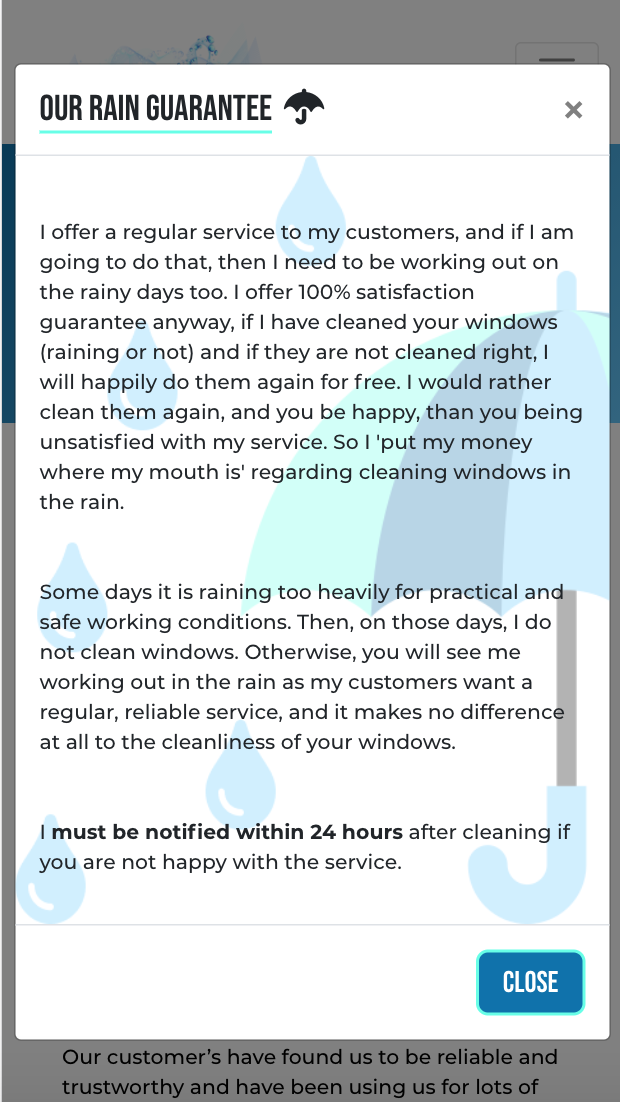 OUR RAIN GUARANTEE
×
I offer a regular service to my customers, and if I am
going to do that, then I need to be working out on
the rainy days too. I offer 100% satisfaction
guarantee anyway, if I have cleaned your windows
(raining or not) and if they are not cleaned right, I
will happily do them again for free. I would rather
clean them again, and you be happy, than you being
unsatisfied with my service. So I 'put my money
where my mouth is' regarding cleaning windows in
the rain.
Some days it is raining too heavily for practical and
safe working conditions. Then, on those days, I do
not clean windows. Otherwise, you will see me
working out in the rain as my customers want a
regular, reliable service, and it makes no difference
at all to the cleanliness of your windows.
I must be notified within 24 hours after cleaning if
you are not happy with the service.
CLOSE
Our customer’s have found us to be reliable and
trustworthy and have been using us for lots of